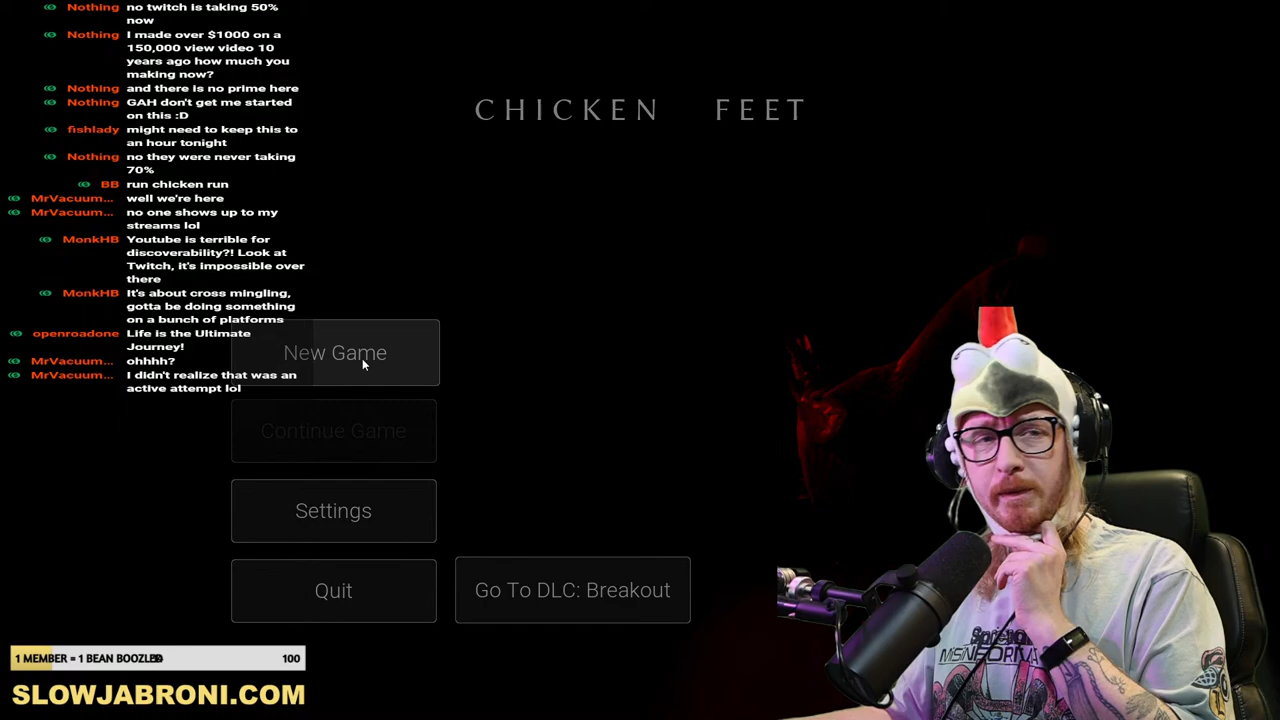 Nothing no twitch is taking 50%
now
Nothing I made over $1000 on a
150,000 view video 10
years ago how much you
making now?
Nothing and there is no prime here
Nothing GAH don't get me started
on this :D
fishlady might need to keep this to
an hour tonight
Nothing no they were never taking
70%
BB run chicken run
MrVacuum... well we're here
MrVacuum... no one shows up to my
streams lol
MonkHB Youtube is terrible for
discoverability?! Look at
Twitch, it's impossible over
there
MonkHB It's about cross mingling,
gotta be doing something
on a bunch of platforms
openroadone Life is the Ultimate
Journey!
MrVacuum... ohhhh?
MrVacuum... I didn't realize that was an
active attempt lol
CHICKEN FEET
New Game
Continue Game
Settings
Quit
Go To DLC: Breakout
1 MEMBER = 1 BEAN BOOZLED
100
SLOWJABRONI.COM